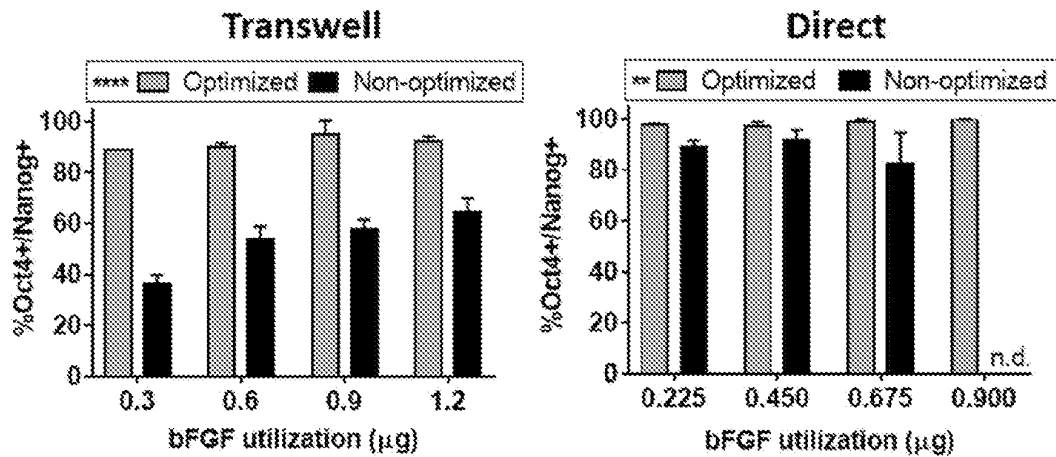 Transwell
**** Optimized Non-optimized
%Oct4+/Nanog+
100
80
60
40
20
0
0.3 0.6 0.9 1.2
bFGF utilization (µg)
Direct
** Optimized Non-optimized
%Oct4+/Nanog+
100
80
60
40
20
0
n.d.
0.225 0.450 0.675 0.900
bFGF utilization (µg)